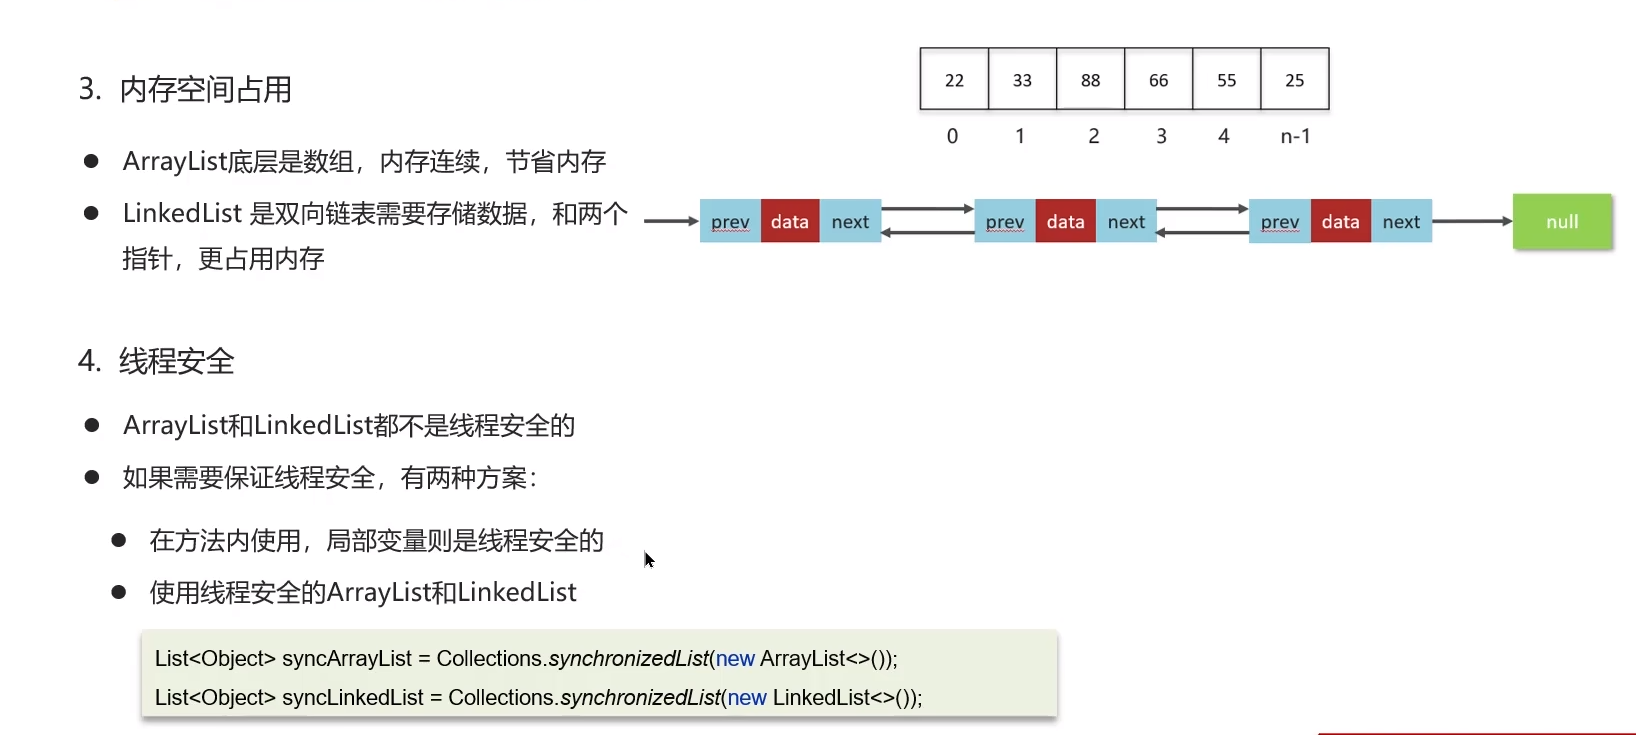 3. 内存空间占用
22 33 88 66 55 25
0 1 2 3 4 n-1
● ArrayList底层是数组，内存连续，节省内存
● LinkedList 是双向链表需要存储数据，和两个
指针，更占用内存
prev data next prev data next prev data next null
4. 线程安全
● ArrayList和LinkedList都不是线程安全的
● 如果需要保证线程安全，有两种方案：
● 在方法内使用，局部变量则是线程安全的
● 使用线程安全的ArrayList和LinkedList
List<Object> syncArrayList = Collections.synchronizedList(new ArrayList<>());
List<Object> syncLinkedList = Collections.synchronizedList(new LinkedList<>());